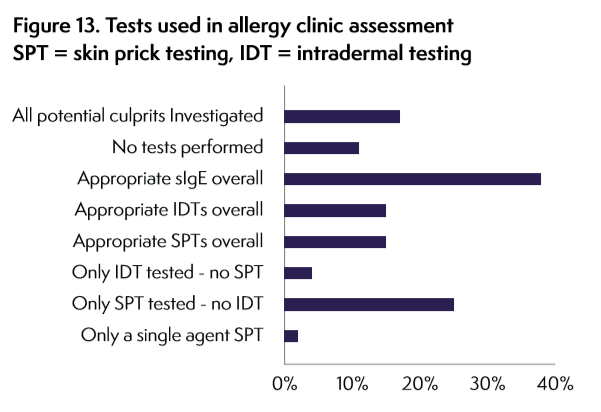 Figure 13. Tests used in allergy clinic assessment
SPT = skin prick testing, IDT = intradermal testing
All potential culprits Investigated
No tests performed
Appropriate sIgE overall
Appropriate IDTs overall
Appropriate SPTs overall
Only IDT tested - no SPT
Only SPT tested - no IDT
Only a single agent SPT
0% 10% 20% 30% 40%